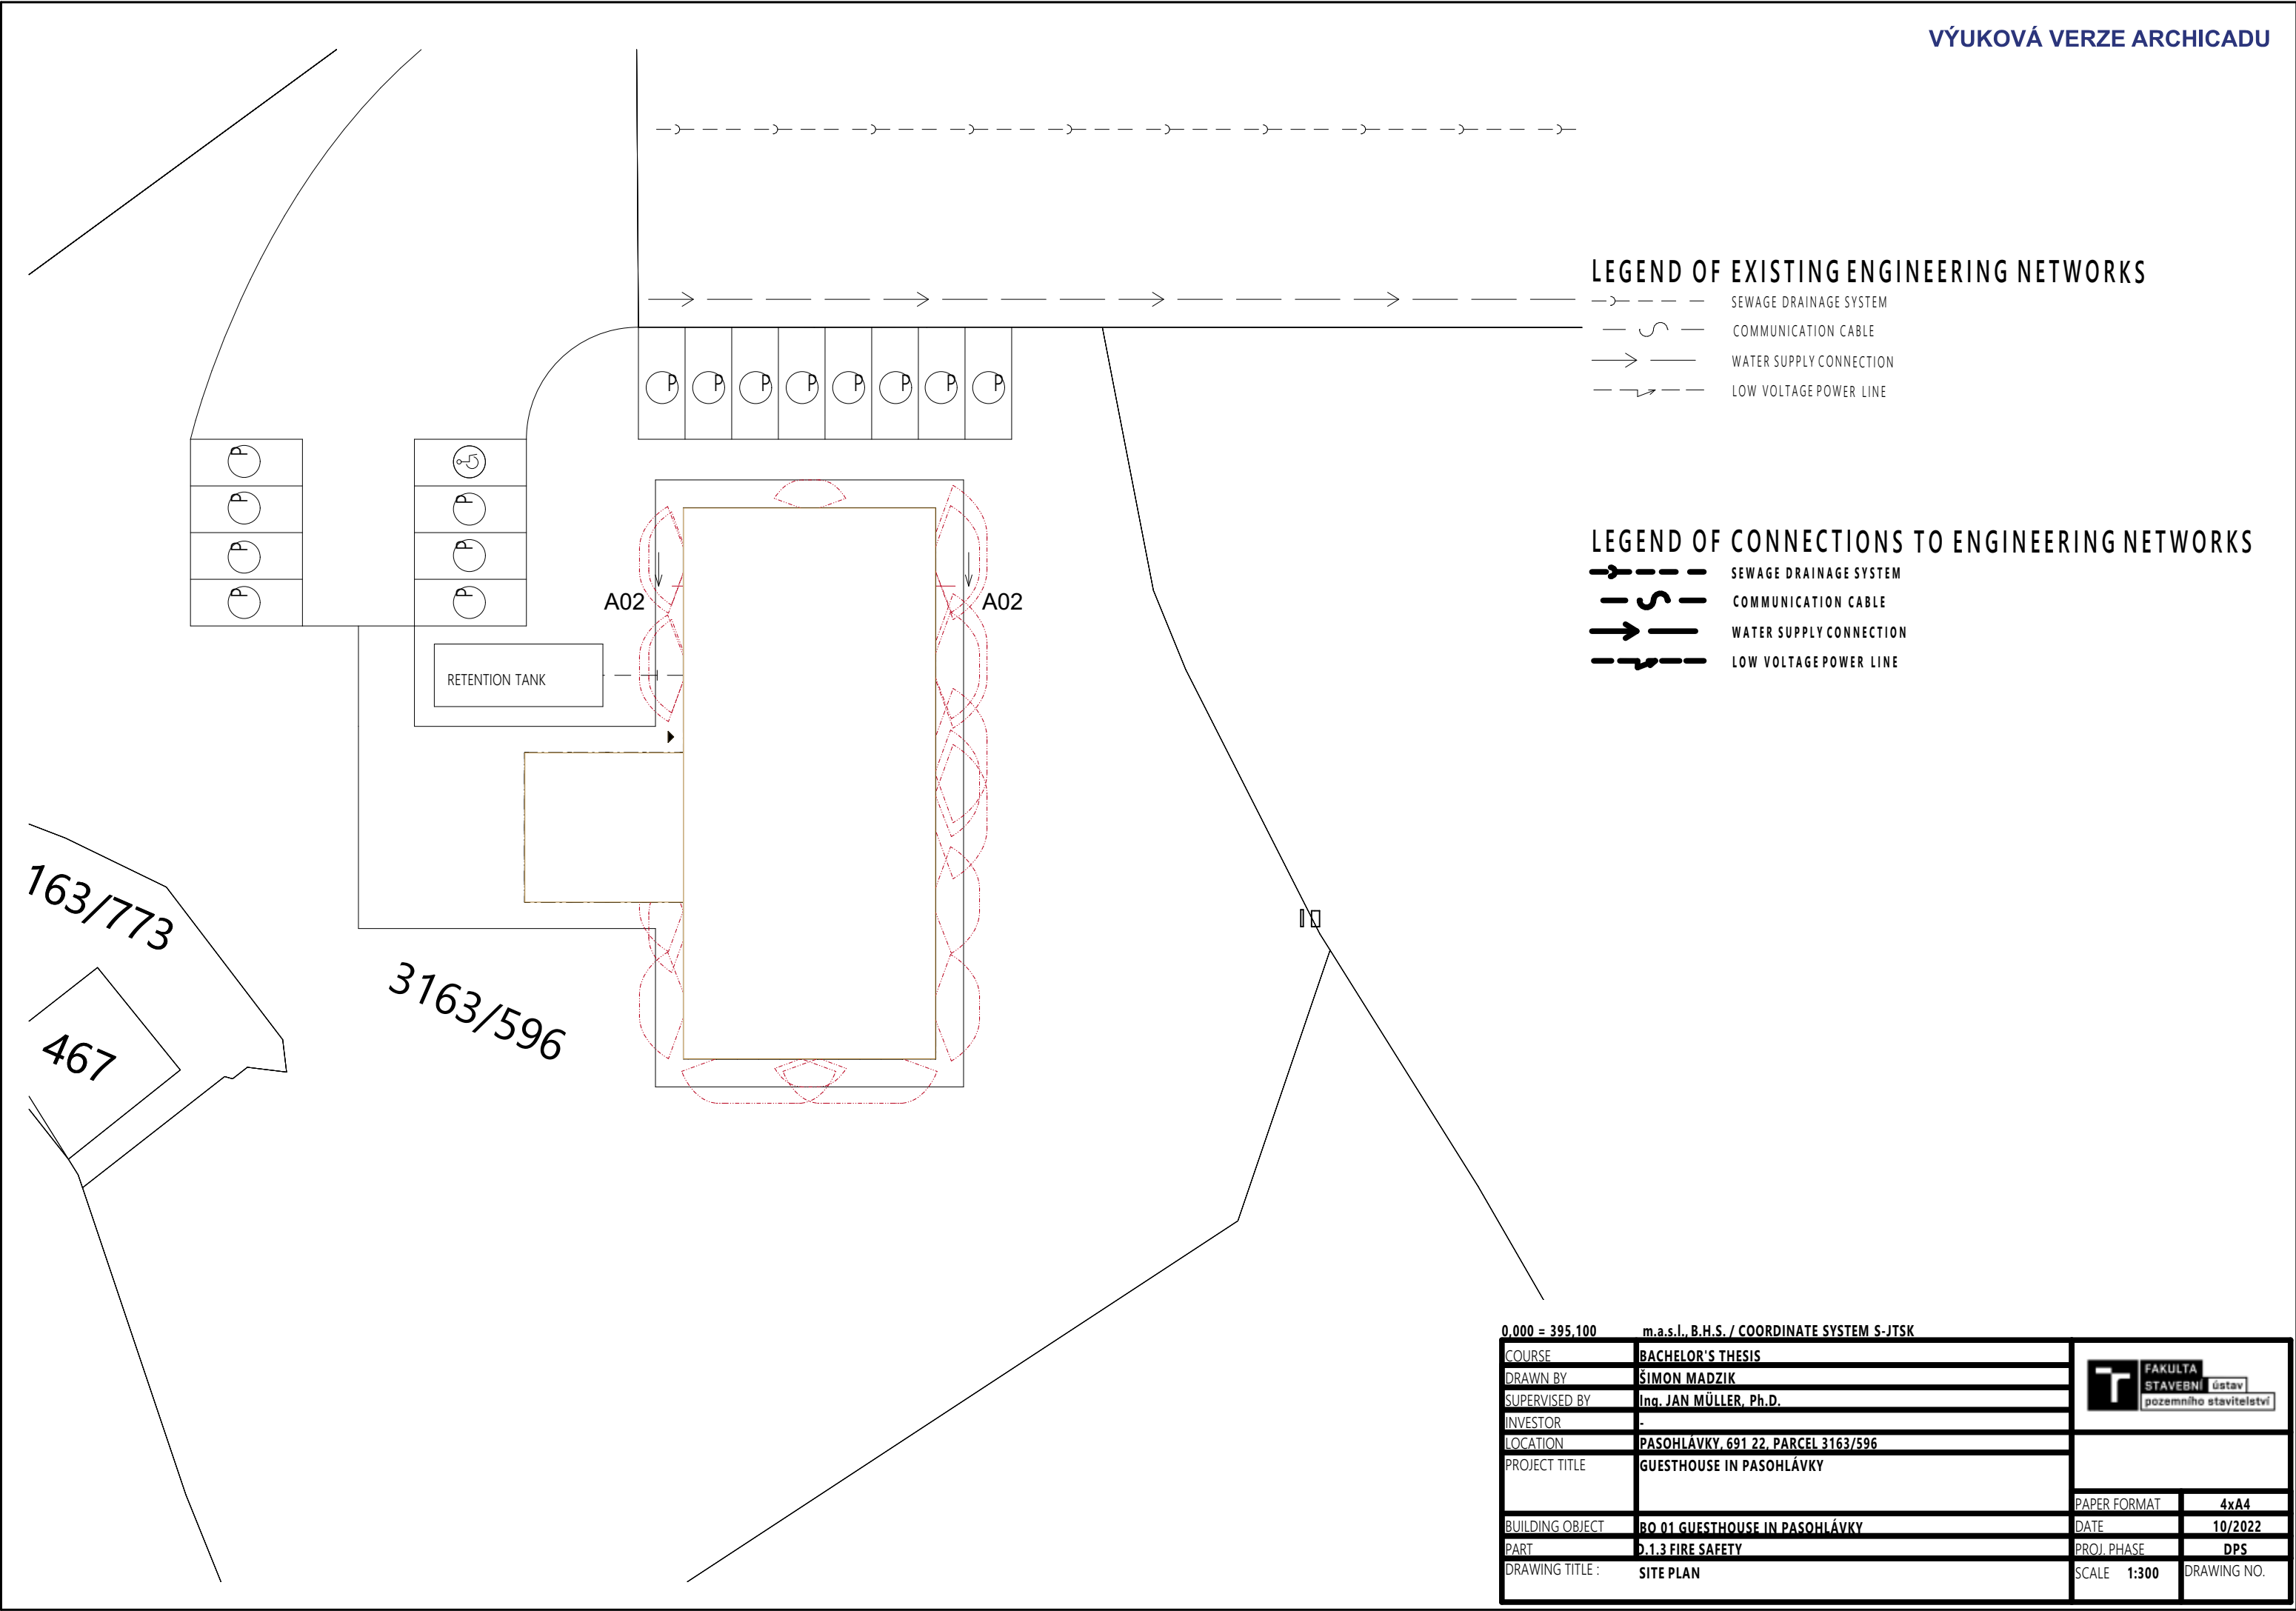 VÝUKOVÁ VERZE ARCHICADU
LEGEND OF EXISTING ENGINEERING NETWORKS
SEWAGE DRAINAGE SYSTEM
COMMUNICATION CABLE
WATER SUPPLY CONNECTION
LOW VOLTAGE POWER LINE
P P P P P P P P
P
P P
P P
P P
LEGEND OF CONNECTIONS TO ENGINEERING NETWORKS
SEWAGE DRAINAGE SYSTEM
COMMUNICATION CABLE
WATER SUPPLY CONNECTION
LOW VOLTAGE POWER LINE
A02 A02
RETENTION TANK
163/773
3163/596
467
0,000 = 395,100 m.a.s.l., B.H.S. / COORDINATE SYSTEM S-JTSK
COURSE BACHELOR'S THESIS
DRAWN BY ŠIMON MADZIK
SUPERVISED BY Ing. JAN MÜLLER, Ph.D.
INVESTOR -
LOCATION PASOHLÁVKY, 691 22, PARCEL 3163/596
PROJECT TITLE GUESTHOUSE IN PASOHLÁVKY
BUILDING OBJECT BO 01 GUESTHOUSE IN PASOHLÁVKY
PART D.1.3 FIRE SAFETY
DRAWING TITLE : SITE PLAN
FAKULTA
STAVEBNÍ ústav
pozemního stavitelství
PAPER FORMAT 4xA4
DATE 10/2022
PROJ. PHASE DPS
SCALE 1:300 DRAWING NO.